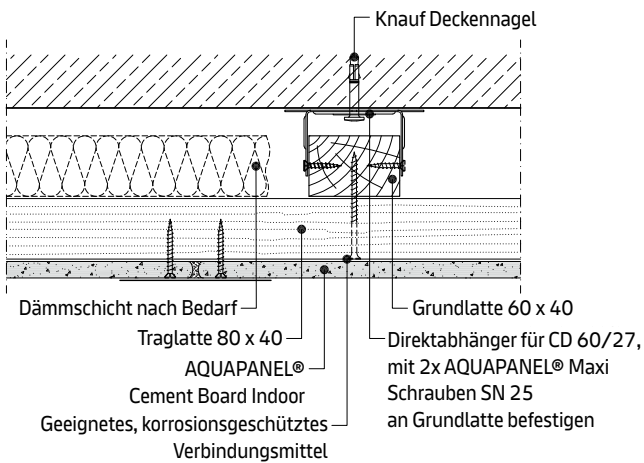 Knauf Deckennagel
Dämmschicht nach Bedarf
Traglatte 80 x 40
AQUAPANEL®
Cement Board Indoor
Geeignetes, korrosionsgeschütztes
Verbindungsmittel
Grundlatte 60 x 40
Direktabhänger für CD 60/27,
mit 2x AQUAPANEL® Maxi
Schrauben SN 25
an Grundlatte befestigen